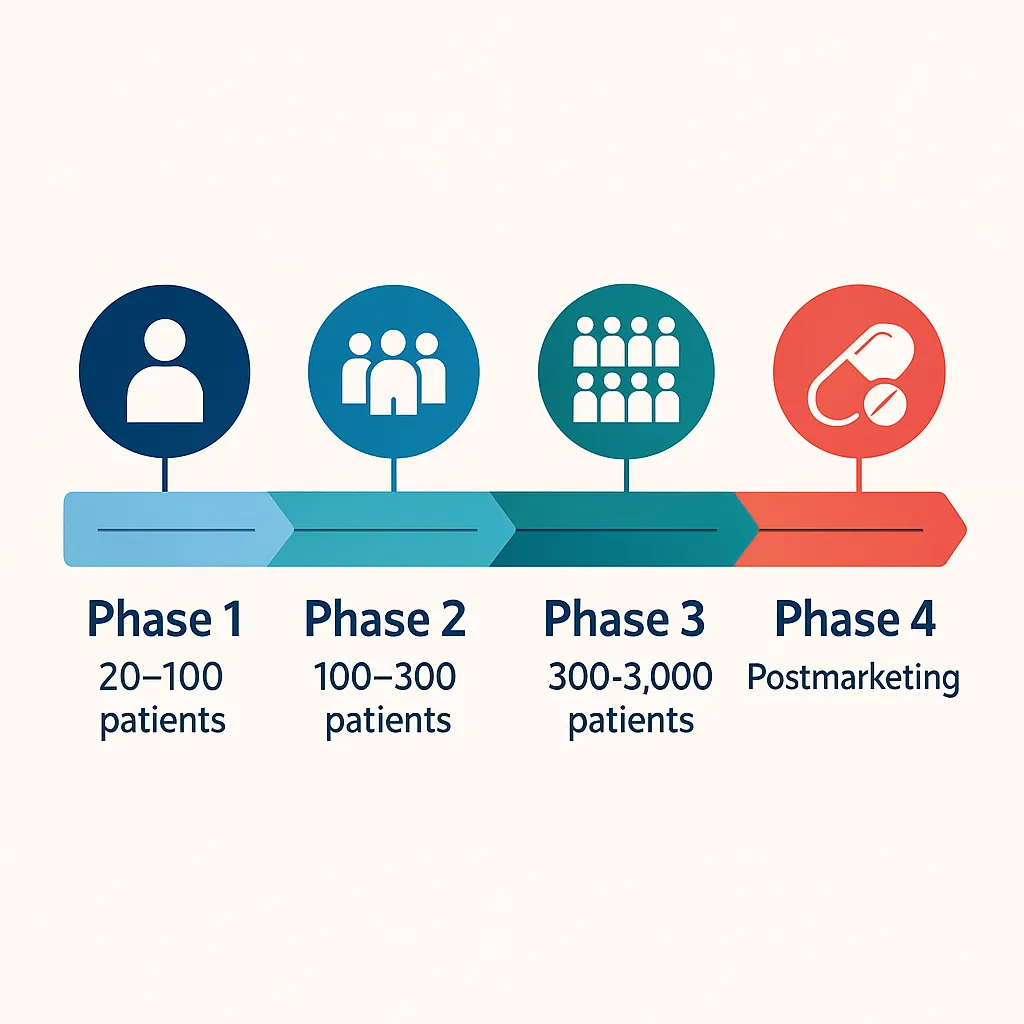 Phase 1
20–100
patients
Phase 2
100–300
patients
Phase 3
300-3,000
patients
Phase 4
Postmarketing